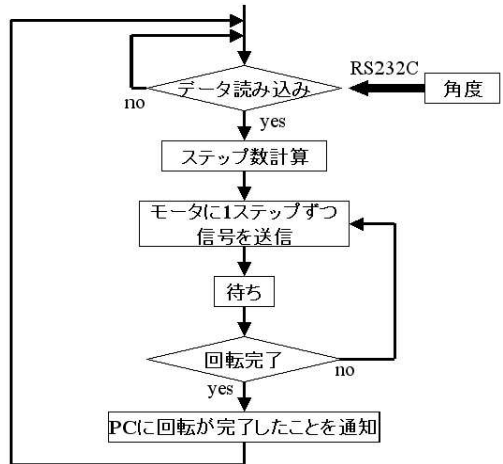 RS232C
データ読み込み
角度
no
yes
ステップ数計算
モータに1ステップずつ
信号を送信
待ち
回転完了
no
yes
PCに回転が完了したことを通知